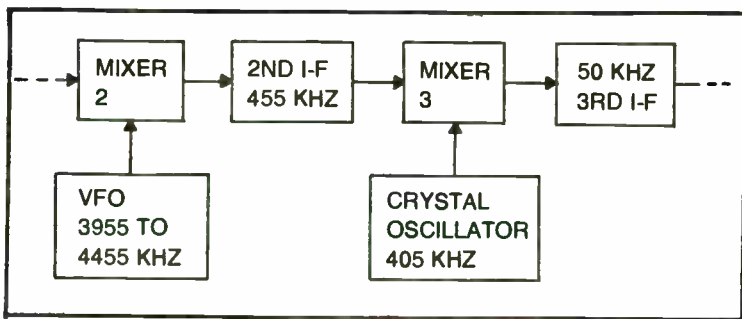 MIXER
2
2ND I-F
455 KHZ
MIXER
3
50 KHZ
3RD I-F
VFO
3955 TO
4455 KHZ
CRYSTAL
OSCILLATOR
405 KHZ